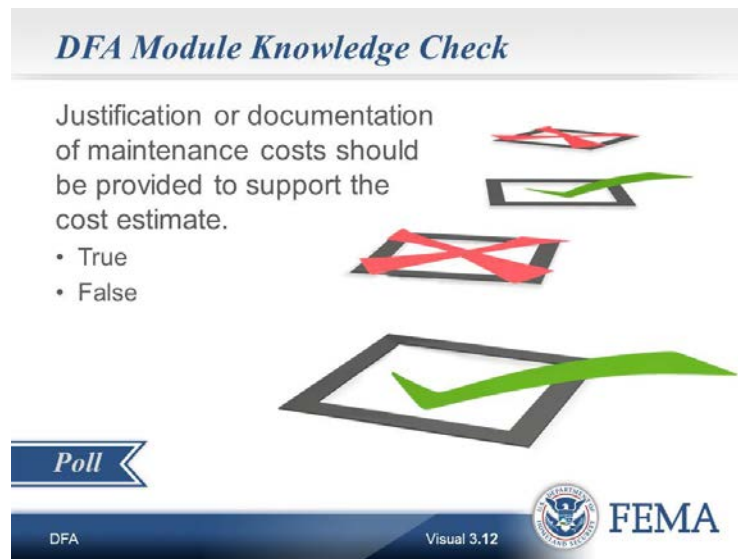 DFA Module Knowledge Check
Justification or documentation
of maintenance costs should
be provided to support the
cost estimate.
• True
• False
Poll
DFA
Visual 3.12
FEMA